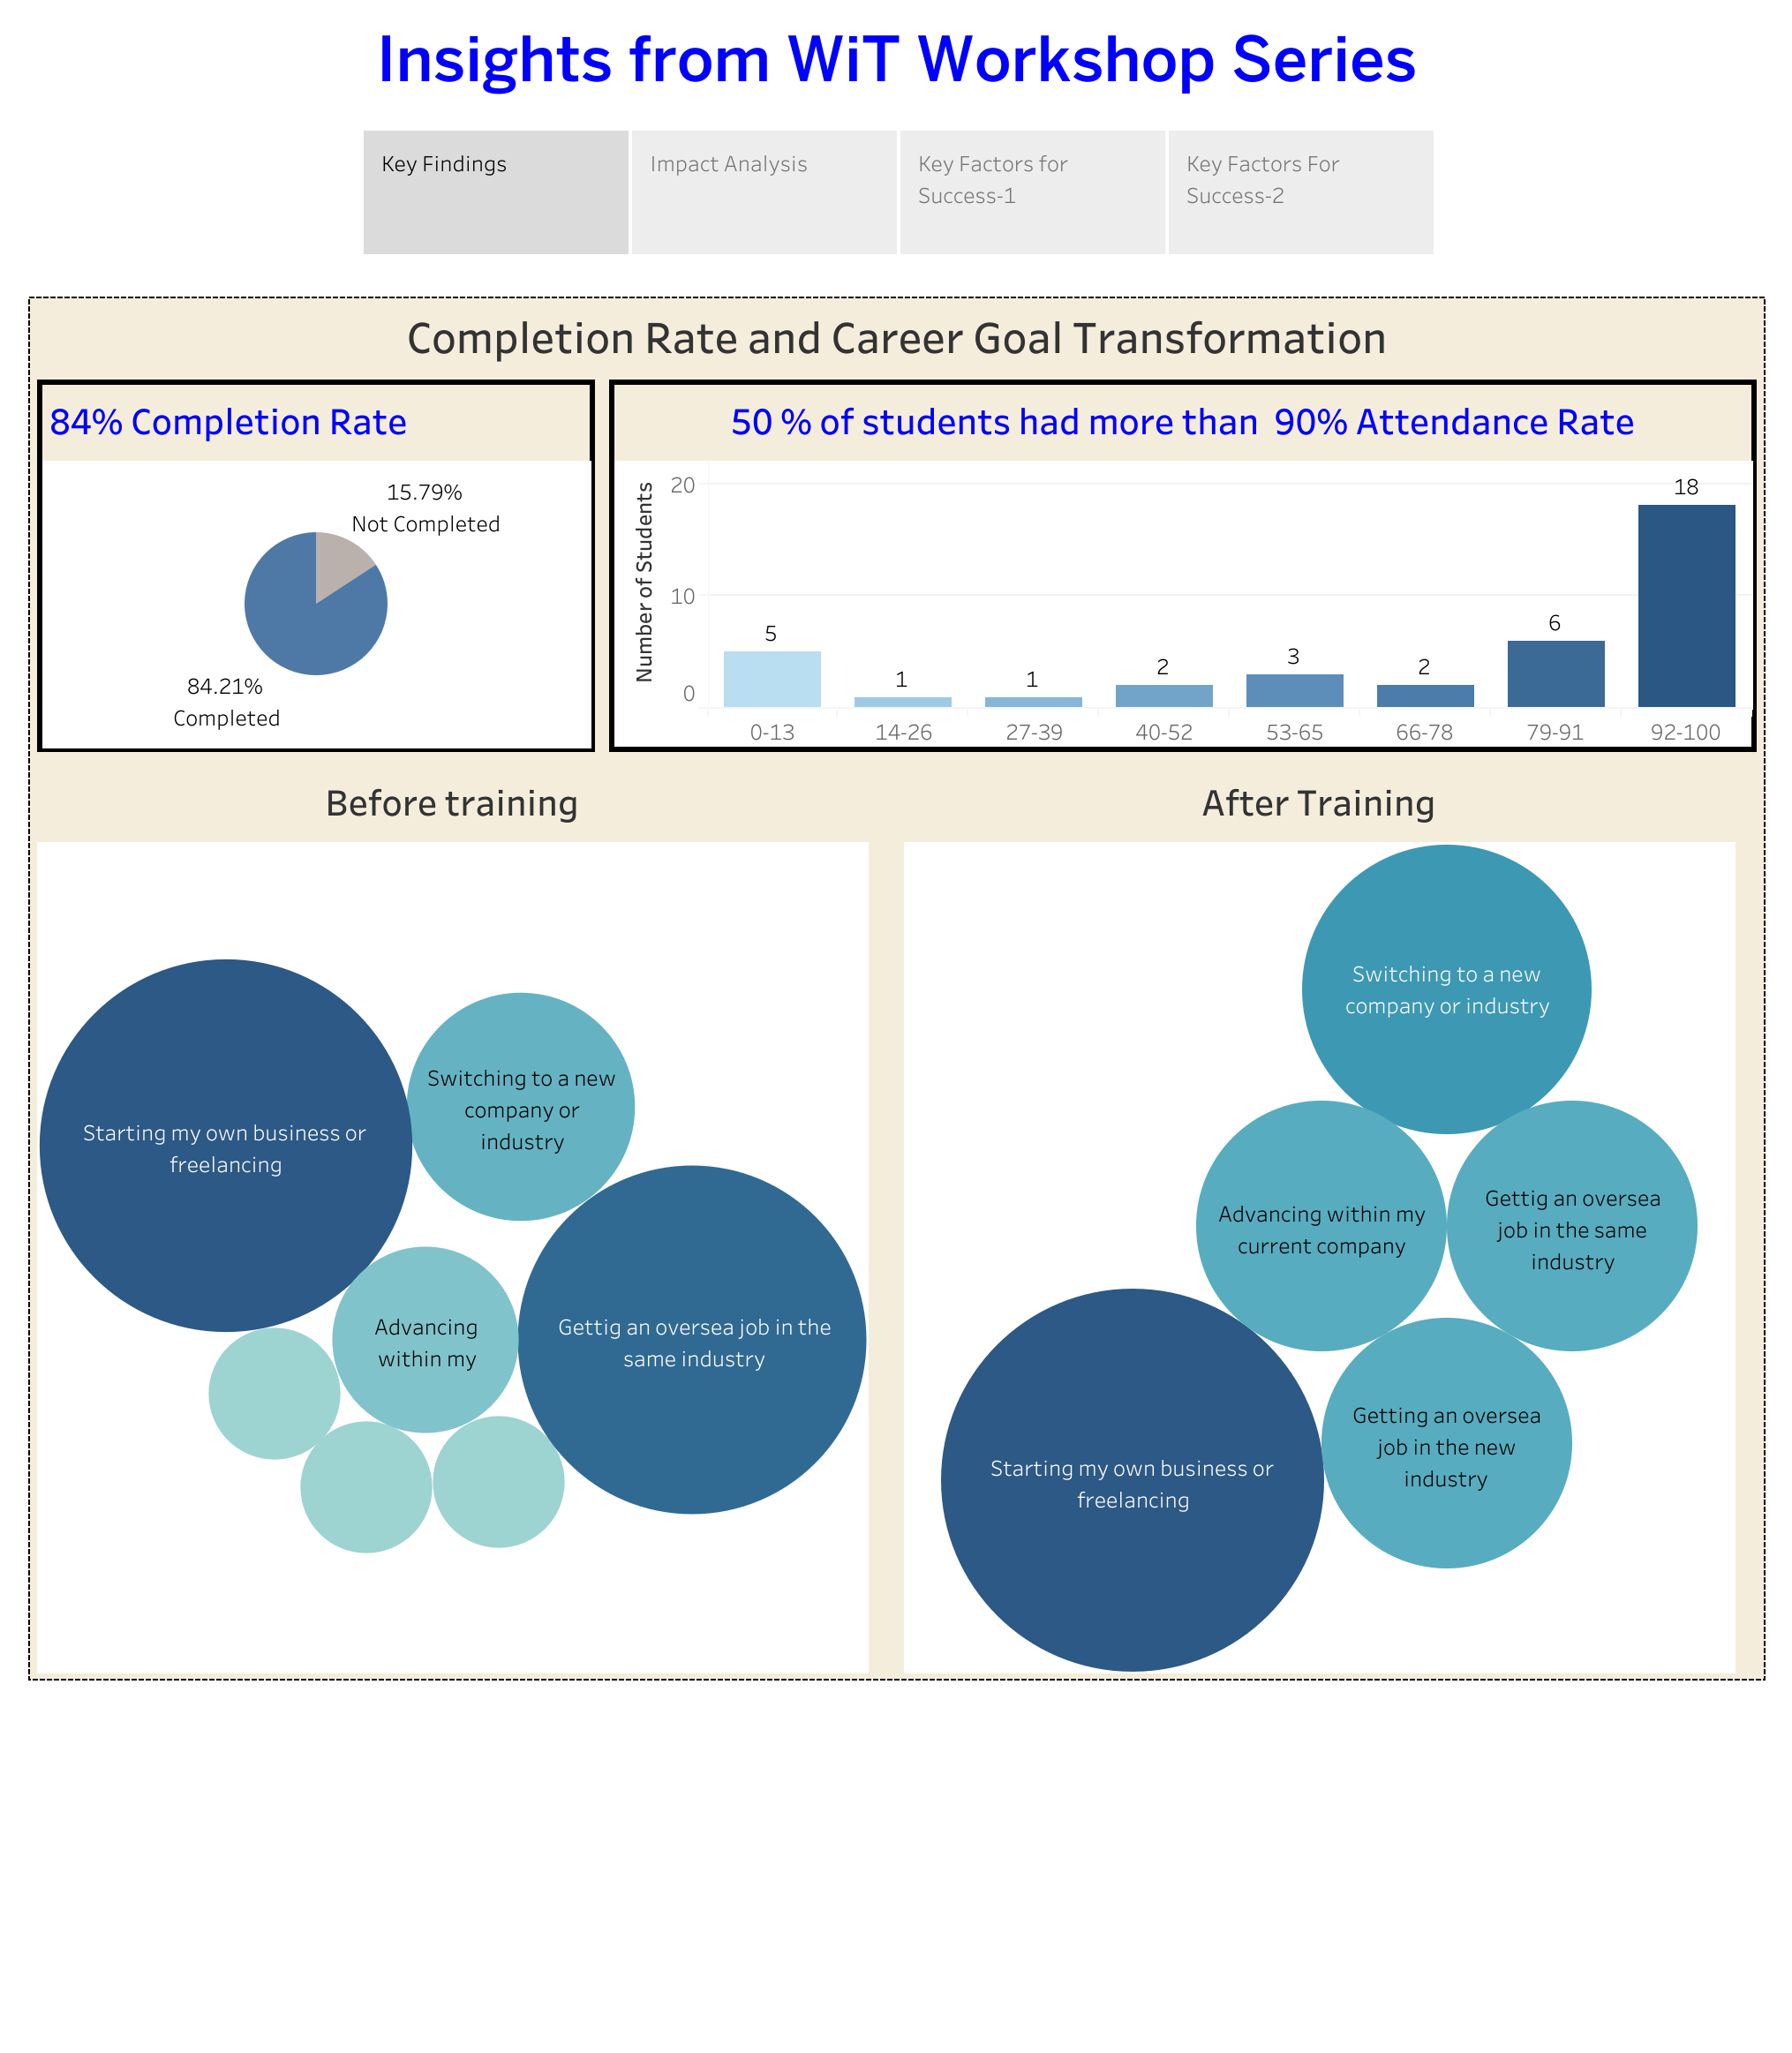 Insights from WiT Workshop Series
Key Findings
Impact Analysis
Key Factors for
Success-1
Key Factors For
Success-2
Completion Rate and Career Goal Transformation
84% Completion Rate
15.79%
Not Completed
84.21%
Completed
50 % of students had more than  90% Attendance Rate
Number of Students
20
10
0
5
1
1
2
3
2
6
18
0-13
14-26
27-39
40-52
53-65
66-78
79-91
92-100
Before training
Starting my own business or
freelancing
Switching to a new
company or
industry
Advancing
within my
Gettig an oversea job in the
same industry
After Training
Switching to a new
company or industry
Advancing within my
current company
Gettig an oversea
job in the same
industry
Getting an oversea
job in the new
industry
Starting my own business or
freelancing